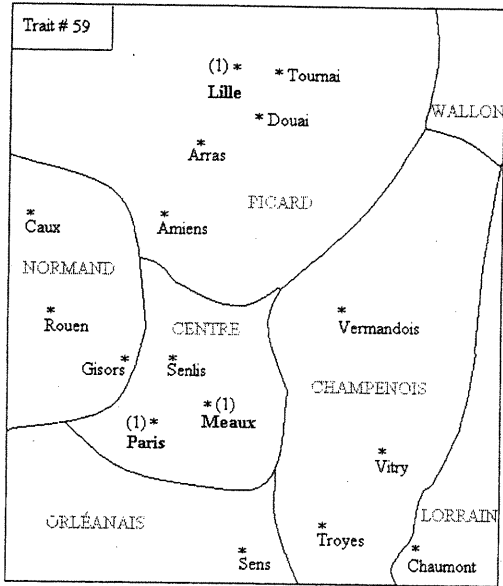 Trait # 59
(1) *
* Tournai
Lille
WALLON
* Douai
*
Arras
PICARD
*
Caux
*
Amiens
NORMAND
*
Rouen
CENTRE
*
Vermandois
Gisors *
*
Senlis
CHAMPENOIS
(1) *
Paris
* (1)
Meaux
*
Vitry
ORLÉANAIS
LORRAIN
*
Troyes
*
Sens
*
Chaumont